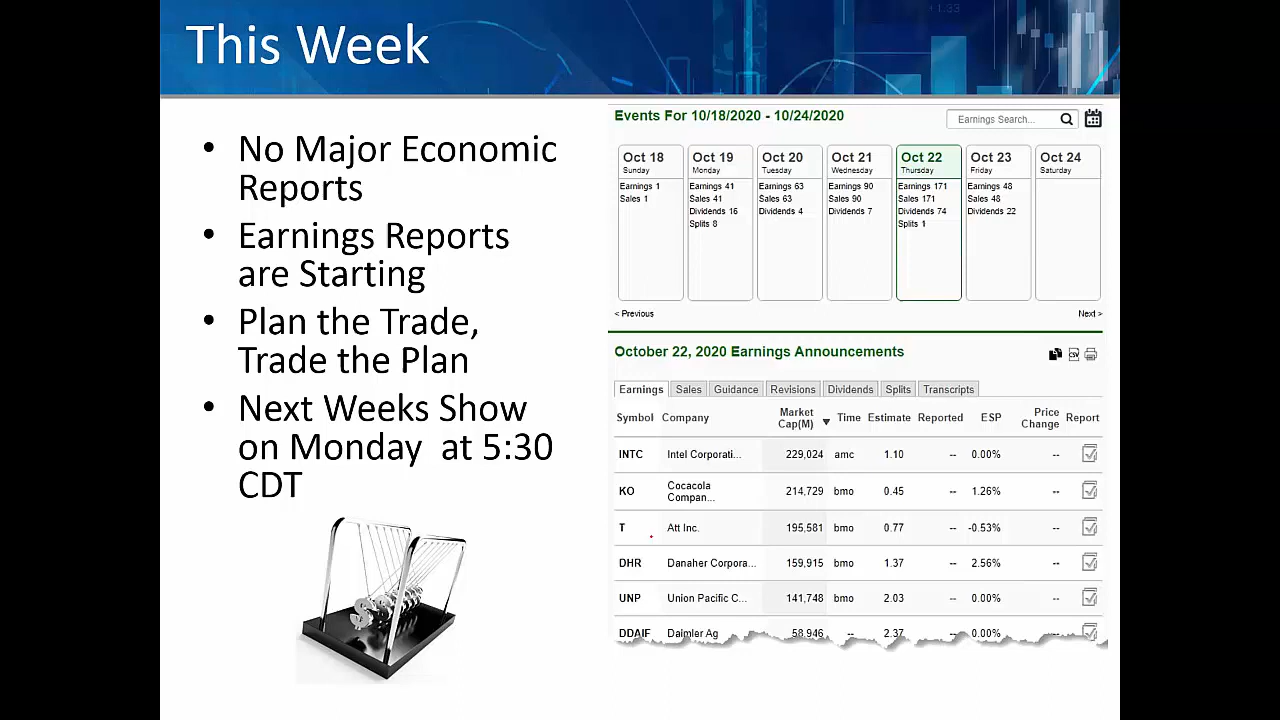 This Week
• No Major Economic
Reports
• Earnings Reports
are Starting
• Plan the Trade,
Trade the Plan
• Next Weeks Show
on Monday at 5:30
CDT
Events For 10/18/2020 - 10/24/2020
Earnings Search...
Oct 18
Sunday
Earnings 1
Sales 1
Oct 19
Monday
Earnings 41
Sales 41
Dividends 16
Splits 8
Oct 20
Tuesday
Earnings 63
Sales 63
Dividends 4
Oct 21
Wednesday
Earnings 90
Sales 90
Dividends 7
Oct 22
Thursday
Earnings 171
Sales 171
Dividends 74
Splits 1
Oct 23
Friday
Earnings 48
Sales 48
Dividends 22
Oct 24
Saturday
< Previous
Next >
October 22, 2020 Earnings Announcements
CSV
Earnings Sales Guidance Revisions Dividends Splits Transcripts
Symbol Company Market Cap(M) Time Estimate Reported ESP Price Change Report
INTC Intel Corporati... 229,024 amc 1.10 -- 0.00% --
KO Cocacola Compan... 214,729 bmo 0.45 -- 1.26% --
T Att Inc. 195,581 bmo 0.77 -- -0.53% --
DHR Danaher Corpora... 159,915 bmo 1.37 -- 2.56% --
UNP Union Pacific C... 141,748 bmo 2.03 -- 0.00% --
DDAIF Daimler Ag 58,946 -- 2.37 -- 0.00% --